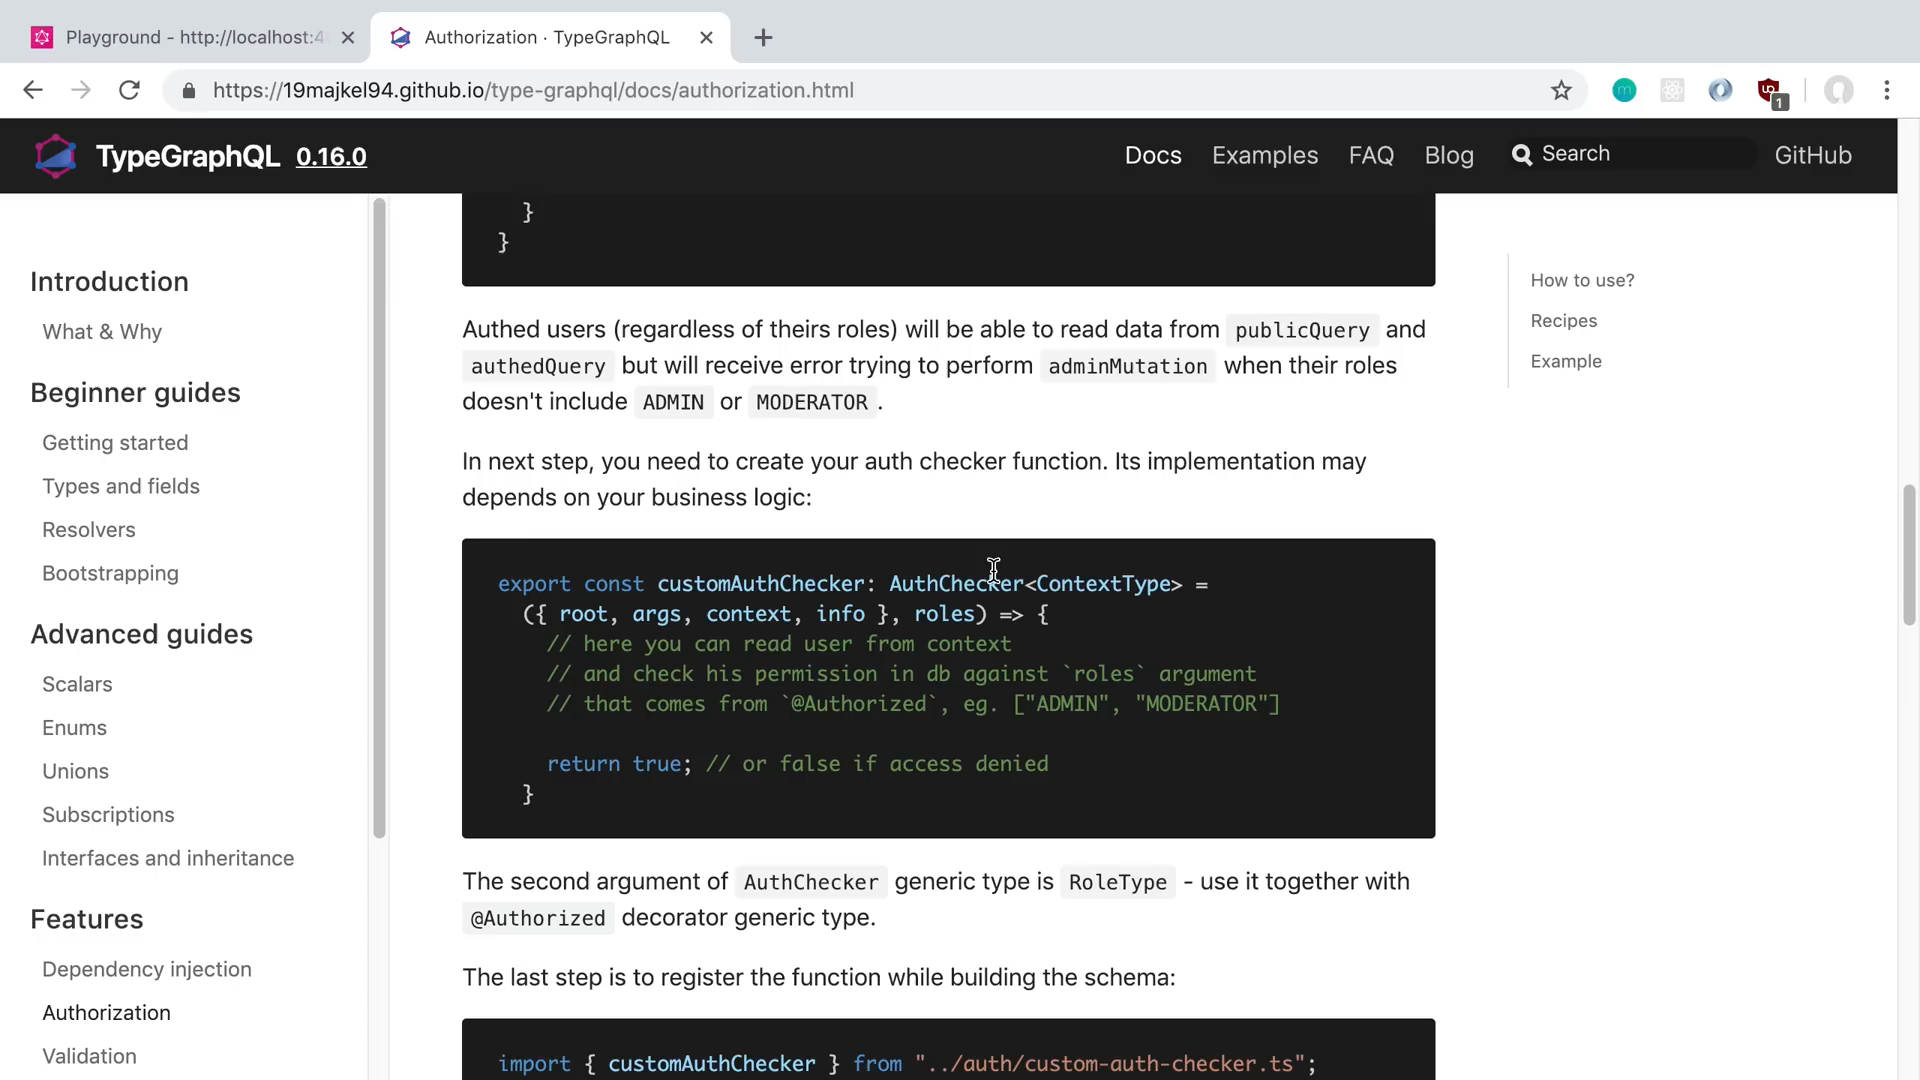 Playground - http://localhost:4
Authorization · TypeGraphQL
https://19majkel94.github.io/type-graphql/docs/authorization.html
1
TypeGraphQL 0.16.0
Docs Examples FAQ Blog Search GitHub
Introduction
What & Why
Beginner guides
Getting started
Types and fields
Resolvers
Bootstrapping
Advanced guides
Scalars
Enums
Unions
Subscriptions
Interfaces and inheritance
Features
Dependency injection
Authorization
Validation
}
}
Authed users (regardless of theirs roles) will be able to read data from publicQuery and
authedQuery but will receive error trying to perform adminMutation when their roles
doesn't include ADMIN or MODERATOR .
In next step, you need to create your auth checker function. Its implementation may
depends on your business logic:
export const customAuthChecker: AuthChecker<ContextType> =
({ root, args, context, info }, roles) => {
// here you can read user from context
// and check his permission in db against `roles` argument
// that comes from `@Authorized`, eg. ["ADMIN", "MODERATOR"]
return true; // or false if access denied
}
The second argument of AuthChecker generic type is RoleType - use it together with
@Authorized decorator generic type.
The last step is to register the function while building the schema:
import { customAuthChecker } from "../auth/custom-auth-checker.ts";
How to use?
Recipes
Example